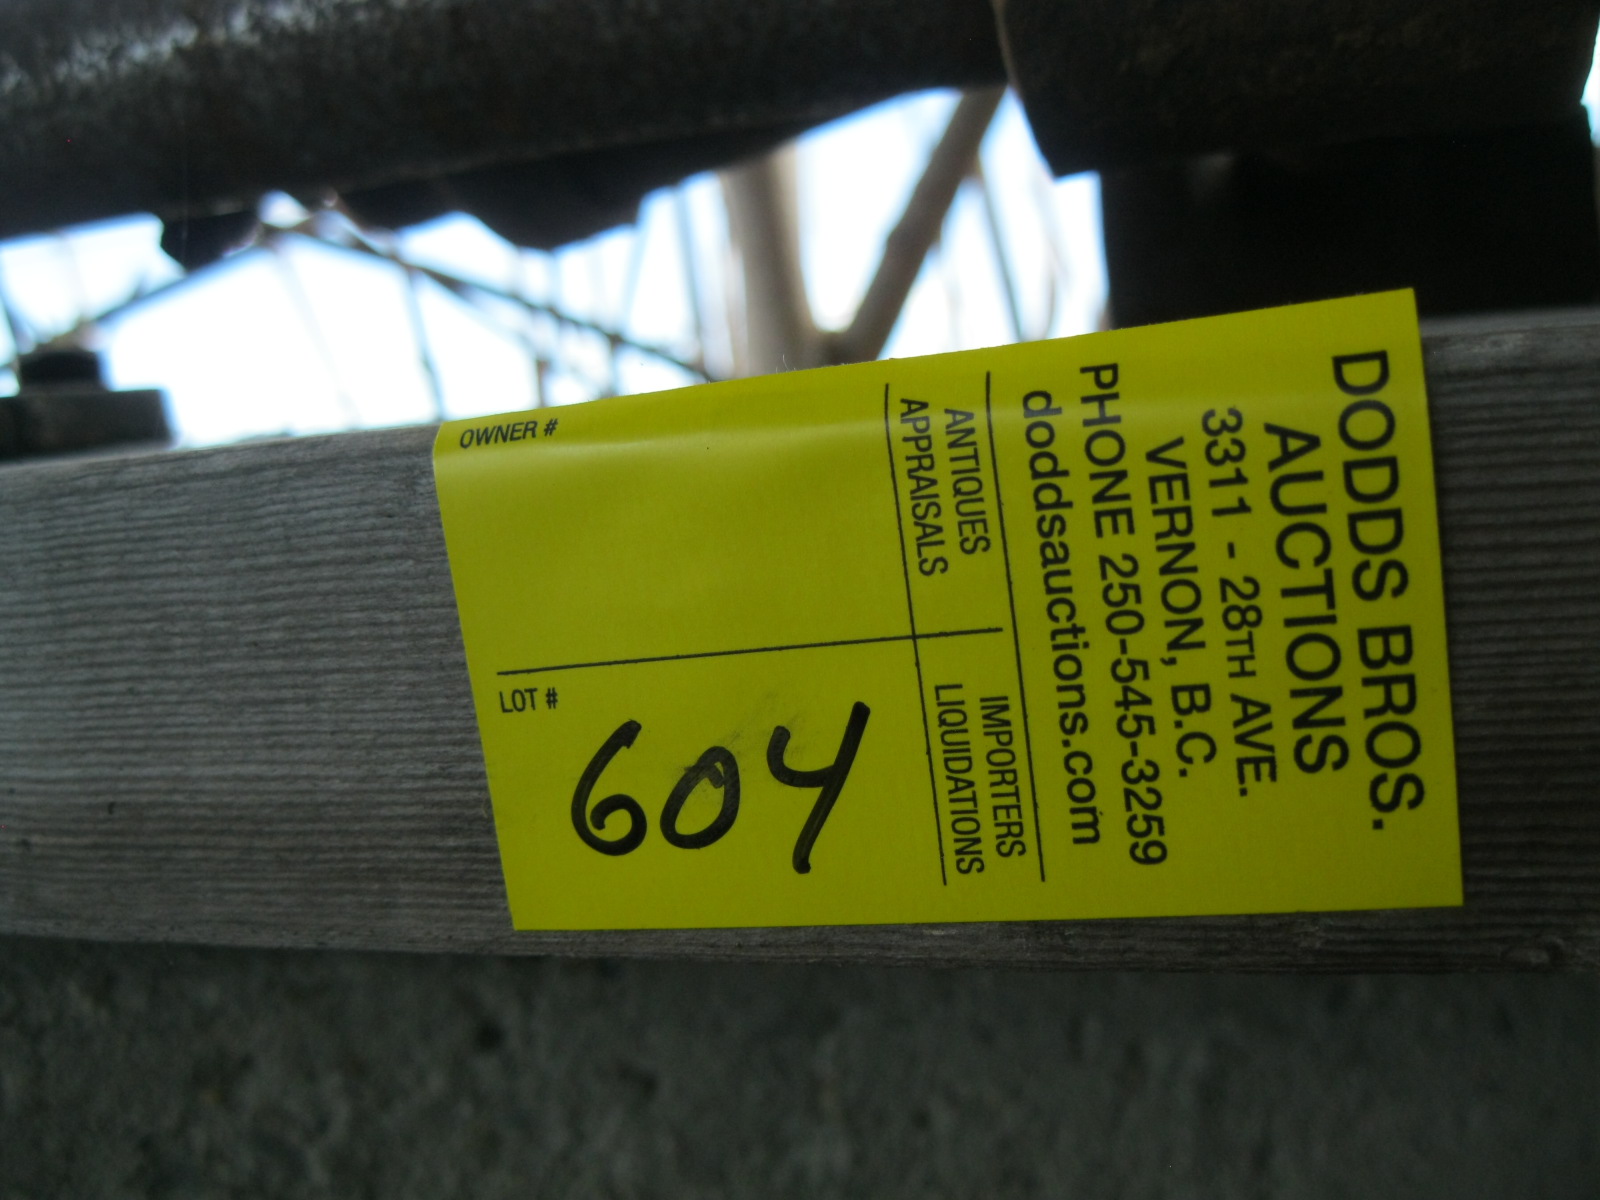 DODDS BROS.
AUCTIONS
3311 - 28TH AVE.
VERNON, B.C.
PHONE 250-545-3259
doddsauctions.com
ANTIQUES
APPRAISALS
IMPORTERS
LIQUIDATIONS
OWNER #
LOT #
604